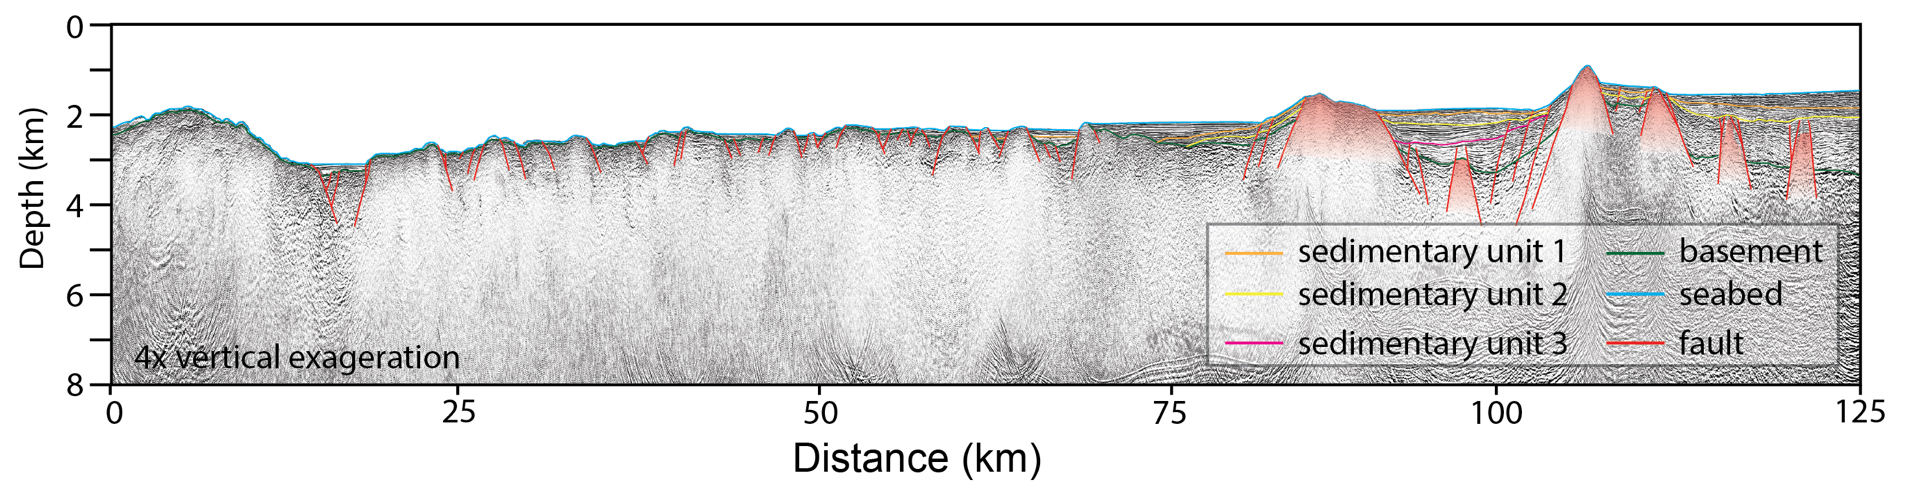 0
2
4
6
8
Depth (km)
sedimentary unit 1
basement
sedimentary unit 2
seabed
sedimentary unit 3
fault
4x vertical exageration
0
25
50
75
100
125
Distance (km)